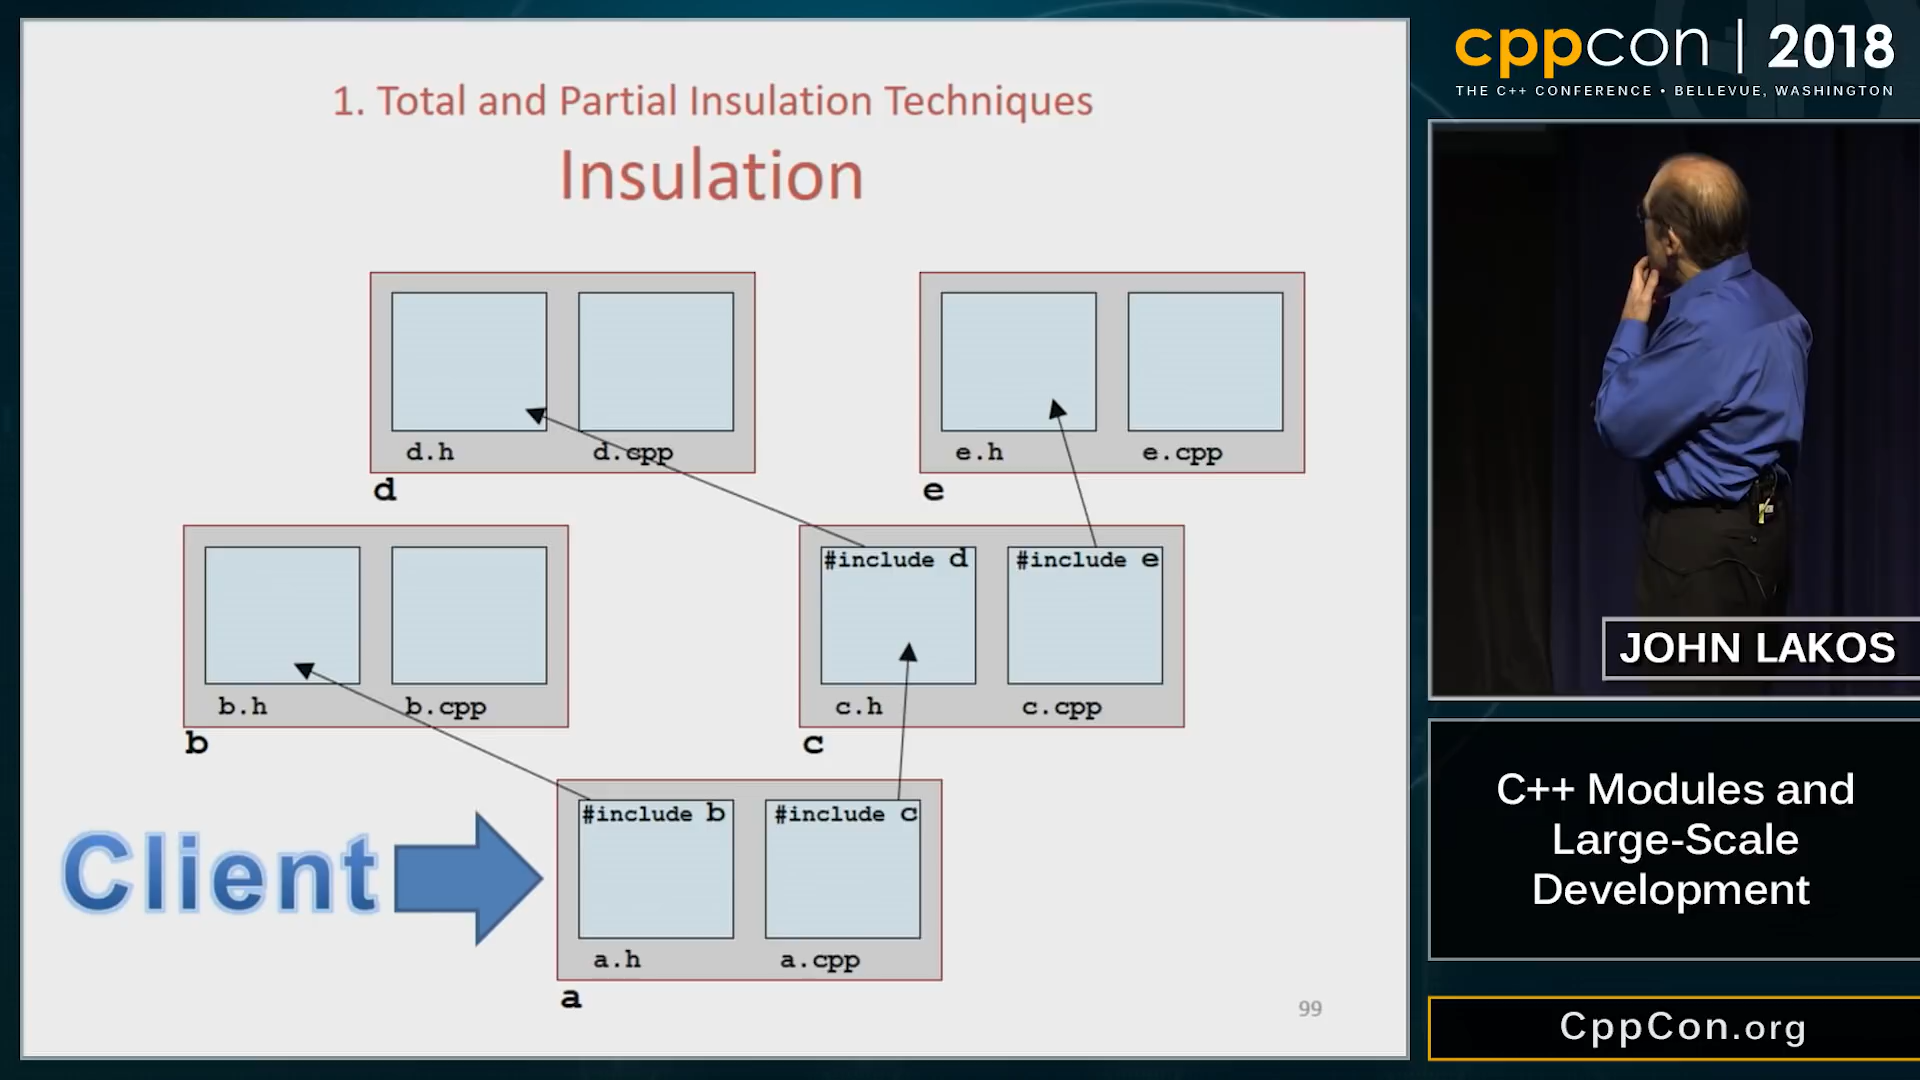 1. Total and Partial Insulation Techniques
Insulation
d.h
d.cpp
d
e.h
e.cpp
e
b.h
b.cpp
b
#include d
#include e
c.h
c.cpp
c
Client
#include b
#include c
a.h
a.cpp
a
99
cppcon | 2018
THE C++ CONFERENCE • BELLEVUE, WASHINGTON
JOHN LAKOS
C++ Modules and
Large-Scale
Development
CppCon.org